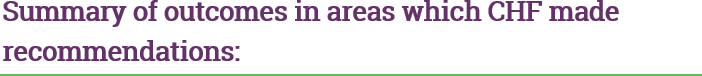 Summary of outcomes in areas which CHF made
recommendations: